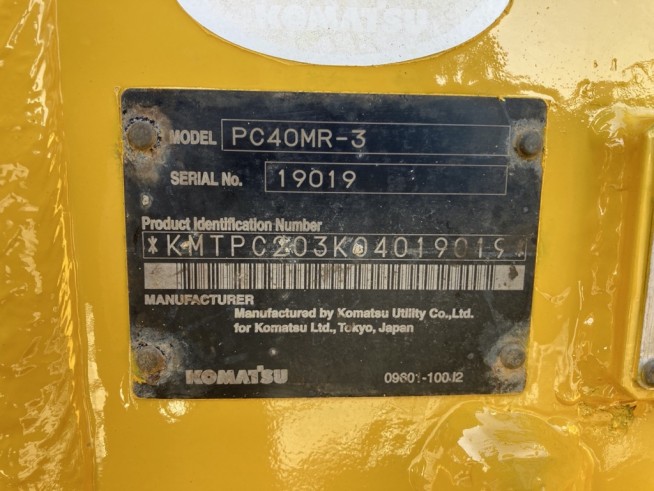 KOMATSU
MODEL PC40MR-3
SERIAL No. 19019
Product Identification Number
*KMTPC203K04019019*
MANUFACTURER
Manufactured by Komatsu Utility Co.,Ltd.
for Komatsu Ltd., Tokyo, Japan
KOMATSU 09601-10042